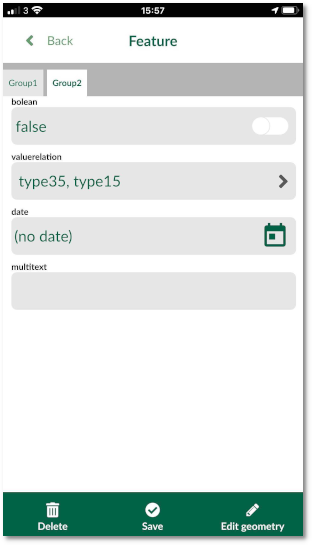 3 15:57
Back Feature
Group1 Group2
bolean
false
valuerelation
type35, type15
date
(no date)
multitext
Delete Save Edit geometry